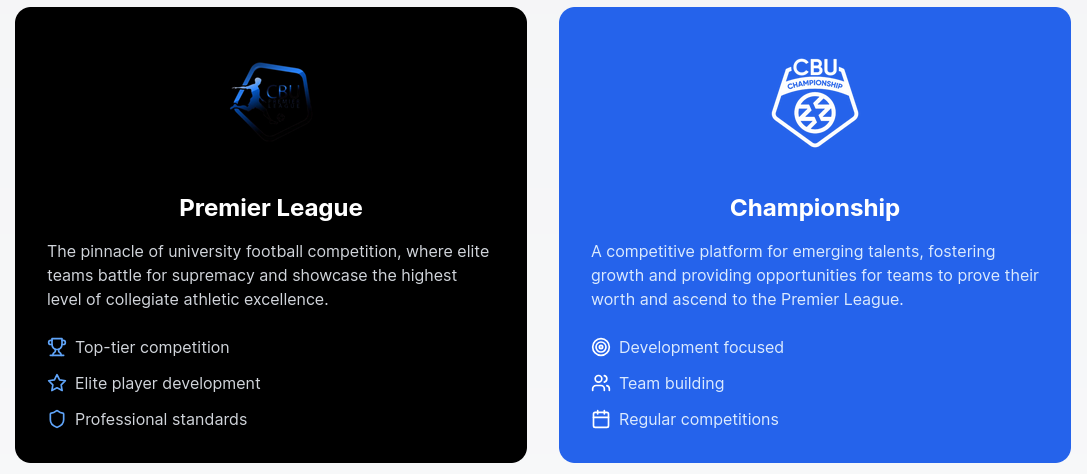 CBU
Premier League
The pinnacle of university football competition, where elite
teams battle for supremacy and showcase the highest
level of collegiate athletic excellence.
Top-tier competition
Elite player development
Professional standards
CBU
CHAMPIONSHIP
Championship
A competitive platform for emerging talents, fostering
growth and providing opportunities for teams to prove their
worth and ascend to the Premier League.
Development focused
Team building
Regular competitions